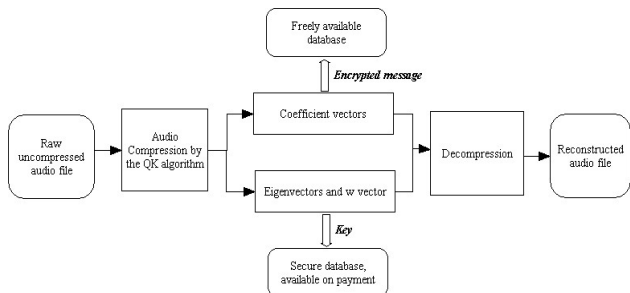 Freely available
database
Encrypted message
Raw
uncompressed
audio file
Audio
Compression by
the QK algorithm
Coefficient vectors
Eigenvectors and w vector
Decompression
Reconstructed
audio file
Key
Secure database,
available on payment